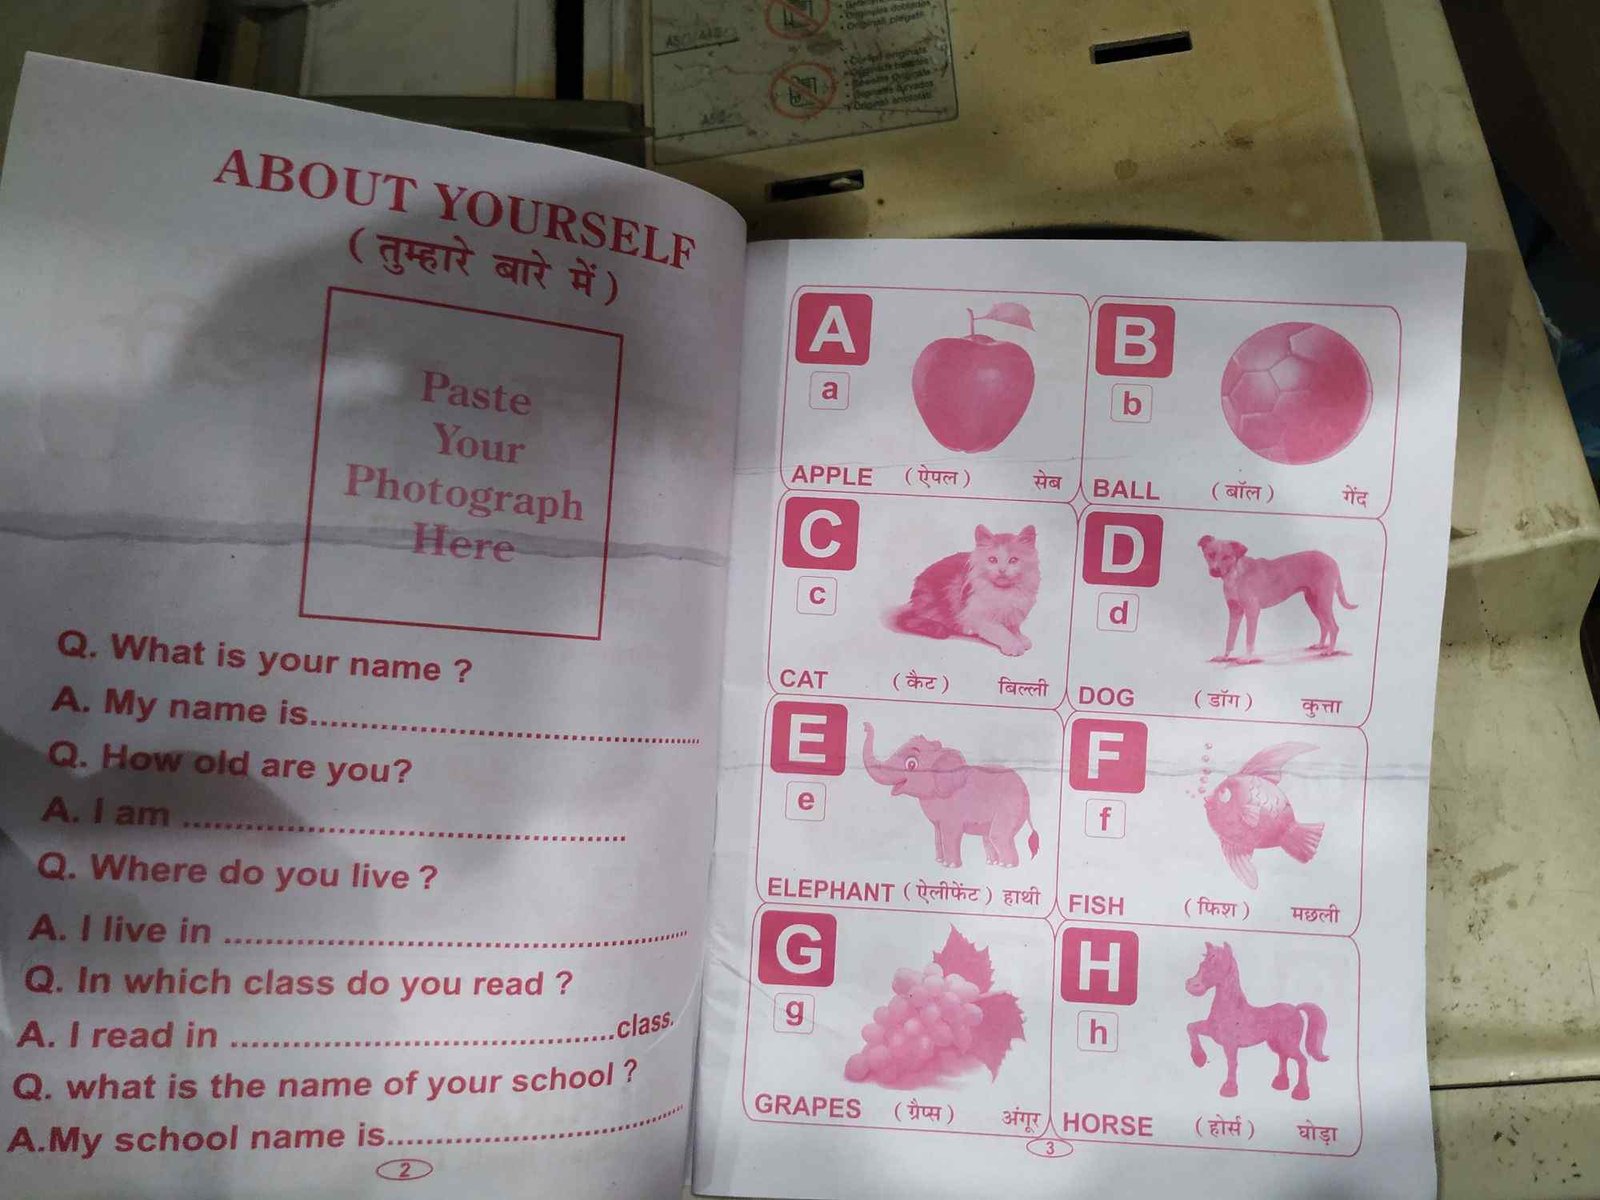 ABOUT YOURSELF
( तुम्हारे बारे में )
Paste
Your
Photograph
Here
Q. What is your name ?
A. My name is......................................................
Q. How old are you?
A. I am ......................................................
Q. Where do you live ?
A. I live in ......................................................
Q. In which class do you read ?
A. I read in .............................................class.
Q. what is the name of your school ?
A.My school name is........................................
2
A
a
APPLE ( ऐपल ) सेब
B
b
BALL ( बॉल ) गेंद
C
c
CAT ( कैट ) बिल्ली
D
d
DOG ( डॉग ) कुत्ता
E
e
ELEPHANT ( ऐलीफेंट ) हाथी
F
f
FISH ( फिश ) मछली
G
g
GRAPES ( ग्रैप्स ) अंगूर
H
h
HORSE ( होर्स ) घोड़ा
3